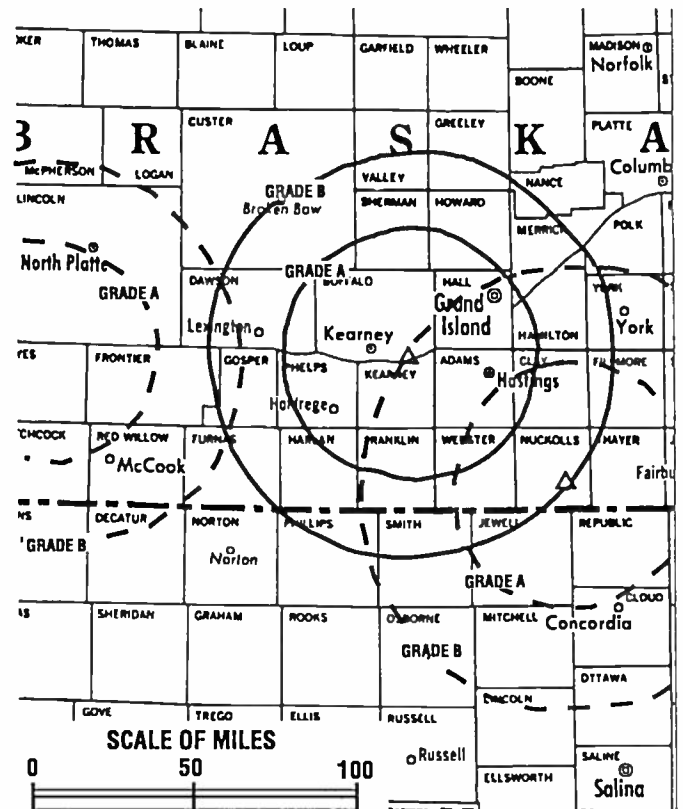 THOMAS
BLAINE
LOUP
GARFIELD
WHEELER
BOONE
MADISON
Norfolk
CUSTER
GREELEY
PLATTE
R A S K A
McPHERSON
LOGAN
VALLEY
NANCE
Columb
LINCOLN
GRADE B
Broken Bow
SHERMAN
HOWARD
MERRICK
POLK
North Platte
GRADE A
DAWSON
GRADE A
BUFFALO
HALL
Grand
Island
YORK
York
Lexington
Kearney
HAMILTON
FRONTIER
GOSPER
PHELPS
KEARNEY
ADAMS
Hastings
CLAY
FILLMORE
Holdrege
CHCOCK
RED WILLOW
McCook
FURNAS
HARLAN
FRANKLIN
WEBSTER
NUCKOLLS
THAYER
Fairbu
NS
DECATUR
NORTON
PHILLIPS
SMITH
JEWELL
REPUBLIC
GRADE B
Norton
GRADE A
CLOUD
Concordia
AS
SHERIDAN
GRAHAM
ROOKS
OSBORNE
MITCHELL
GRADE B
OTTAWA
LINCOLN
GOVE
TREGO
ELLIS
RUSSELL
SCALE OF MILES
Russell
SALINE
Salina
ELLSWORTH
0 50 100